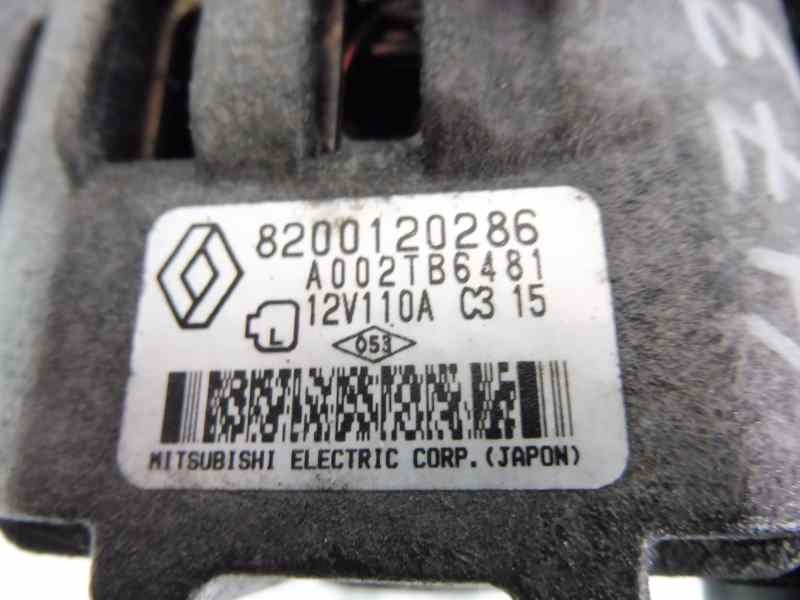 8200120286
A002TB6481
12V110A C3 15
L
053
MITSUBISHI ELECTRIC CORP.(JAPON)